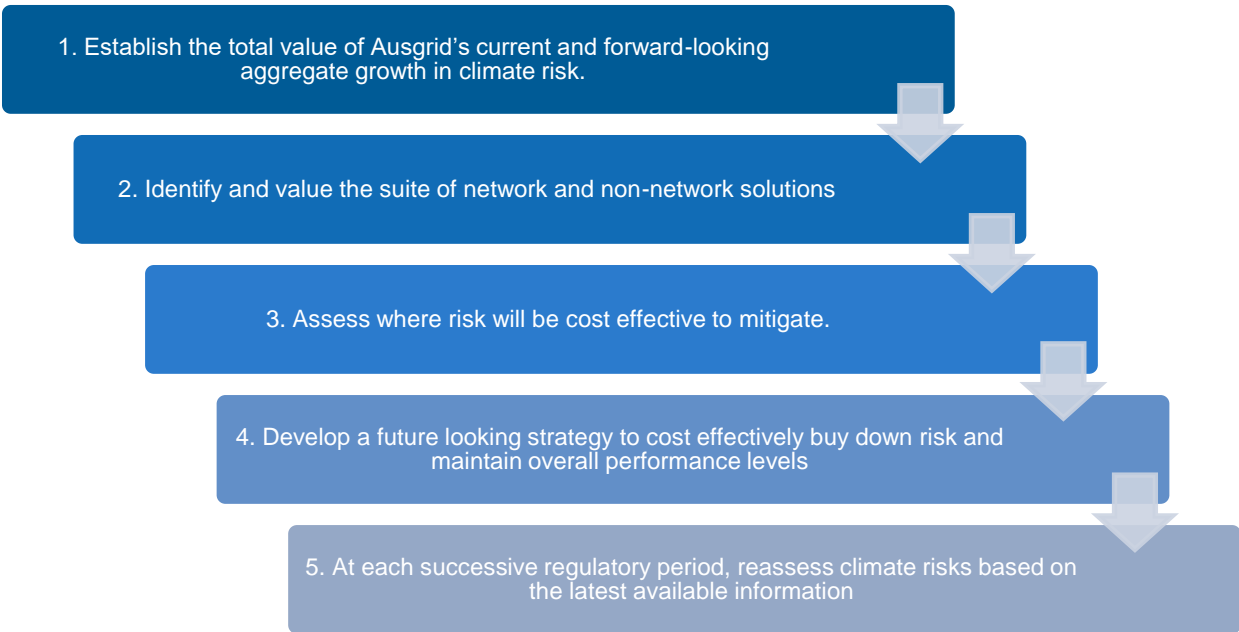 1. Establish the total value of Ausgrid's current and forward-looking
aggregate growth in climate risk.
2. Identify and value the suite of network and non-network solutions
3. Assess where risk will be cost effective to mitigate.
4. Develop a future looking strategy to cost effectively buy down risk and
maintain overall performance levels
5. At each successive regulatory period, reassess climate risks based on
the latest available information